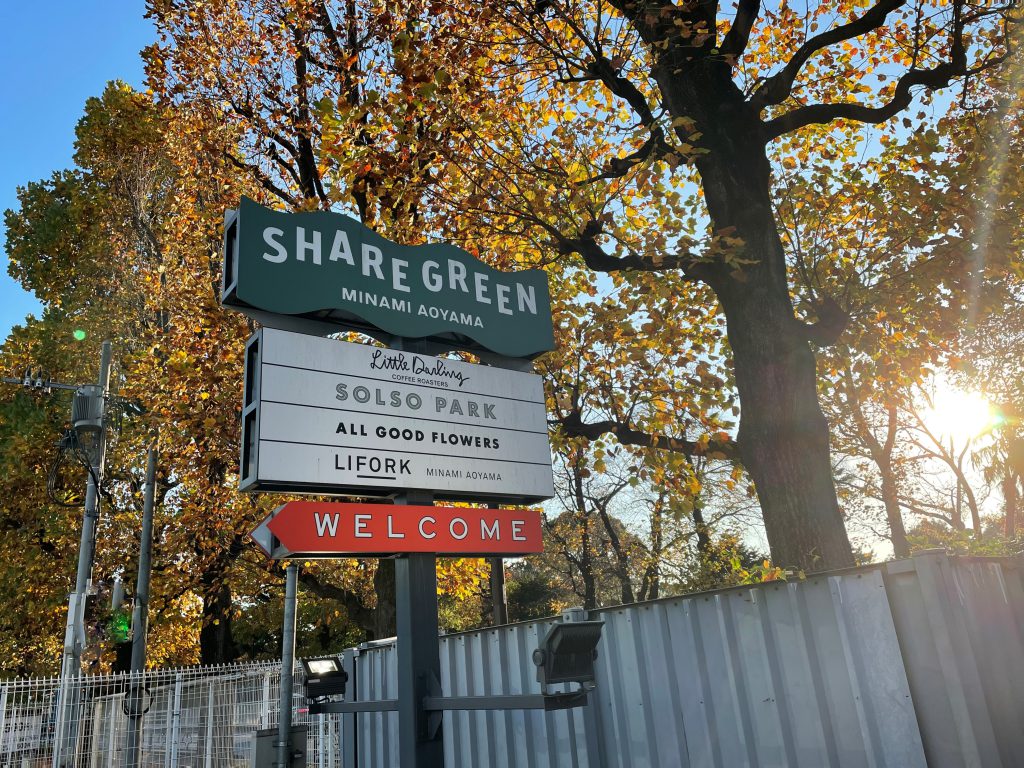 SHARE GREEN
MINAMI AOYAMA
Little Darling
COFFEE ROASTERS
SOLSO PARK
ALL GOOD FLOWERS
LIFORK MINAMI AOYAMA
WELCOME